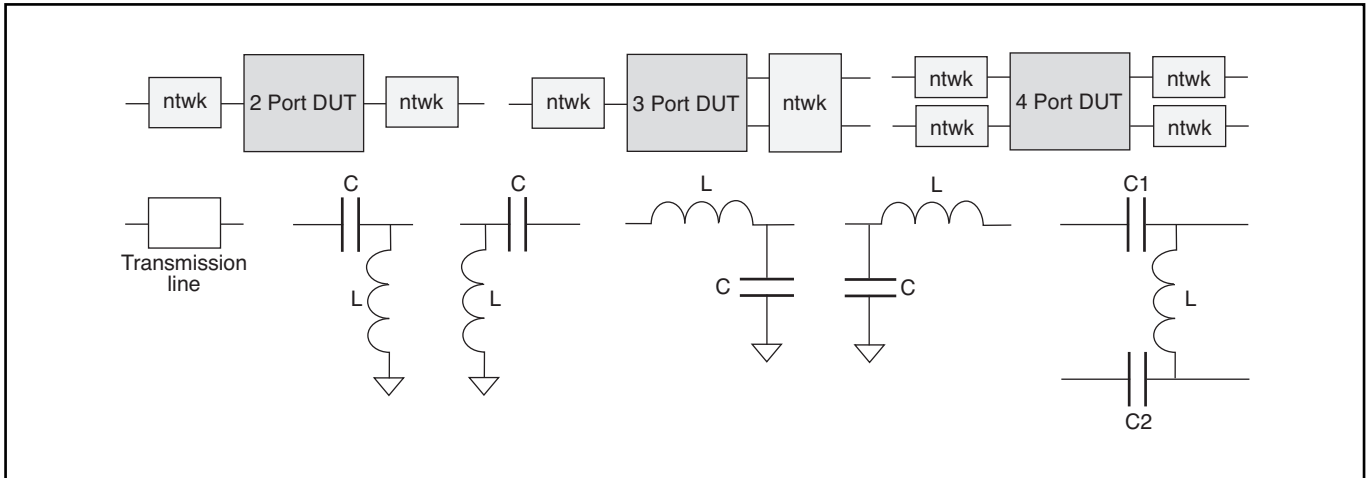 ntwk 2 Port DUT ntwk
ntwk 3 Port DUT ntwk
ntwk ntwk
4 Port DUT
ntwk ntwk
Transmission
line
C
L
C
L
L
C
L
C
C1
L
C2